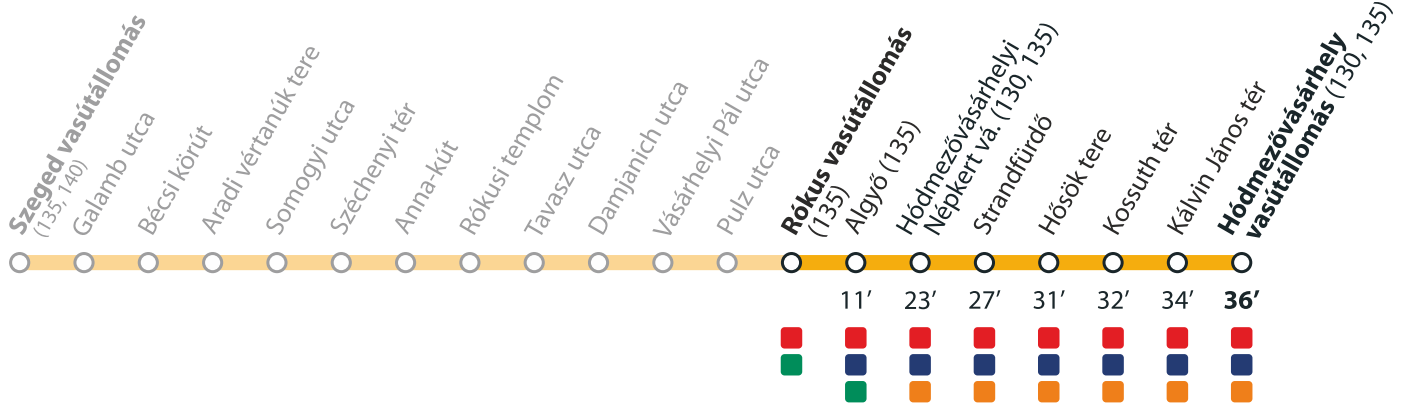 Szeged vasútállomás
(135, 140)
Galamb utca
Bécsi körút
Aradi vértanúk tere
Somogyi utca
Széchenyi tér
Anna-kút
Rókusi templom
Tavasz utca
Damjanich utca
Vásárhelyi Pál utca
Pulz utca
Rókus vasútállomás
(135)
Algyő (135)
Hódmezővásárhelyi
Népkert vá. (130, 135)
Strandfürdő
Hősök tere
Kossuth tér
Kálvin János tér
Hódmezővásárhely
vasútállomás (130, 135)
11’ 23’ 27’ 31’ 32’ 34’ 36’